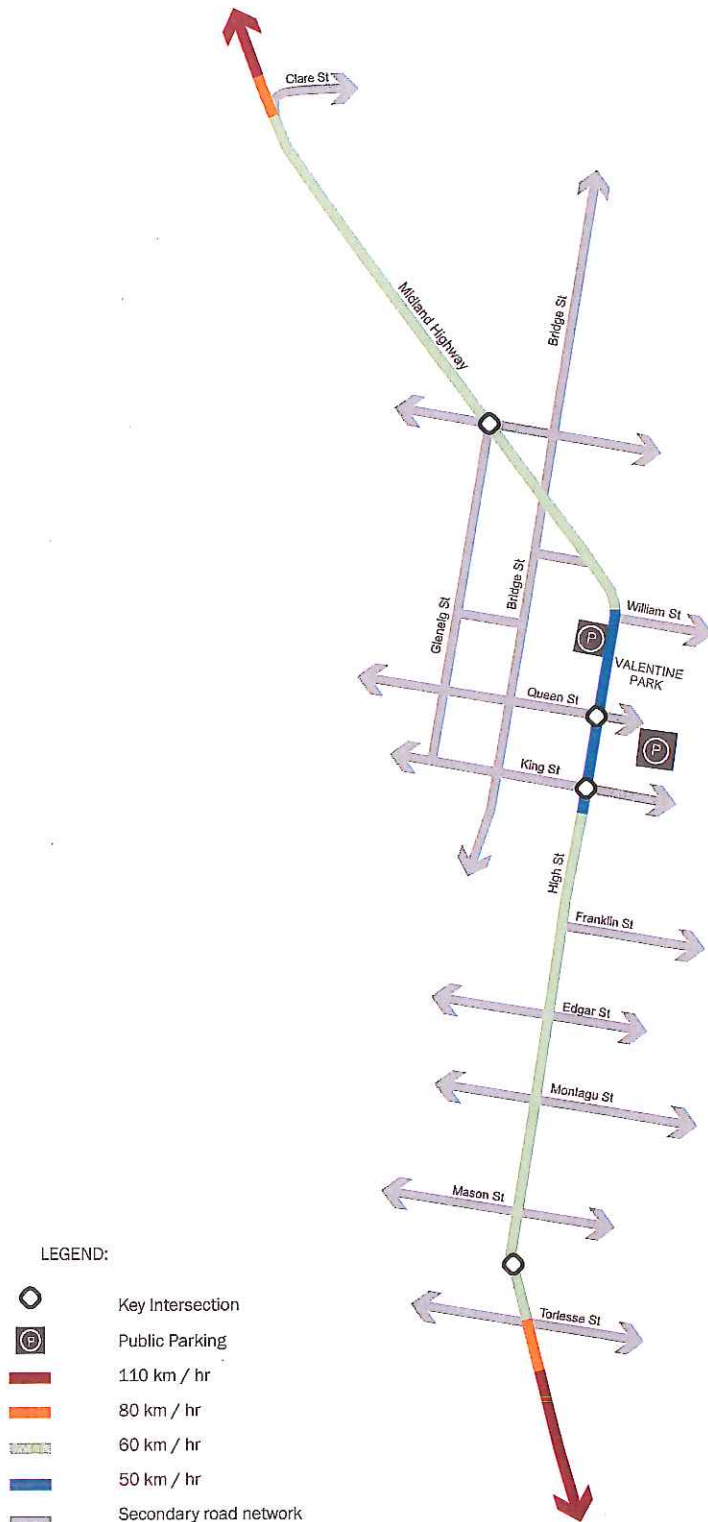 Clare St
Midland Highway
Bridge St
Bridge St
Glenelg St
William St
P
VALENTINE
PARK
Queen St
P
King St
High St
Franklin St
Edgar St
Montagu St
Mason St
Torlesse St
LEGEND:
Key Intersection
P
Public Parking
110 km / hr
80 km / hr
60 km / hr
50 km / hr
Secondary road network